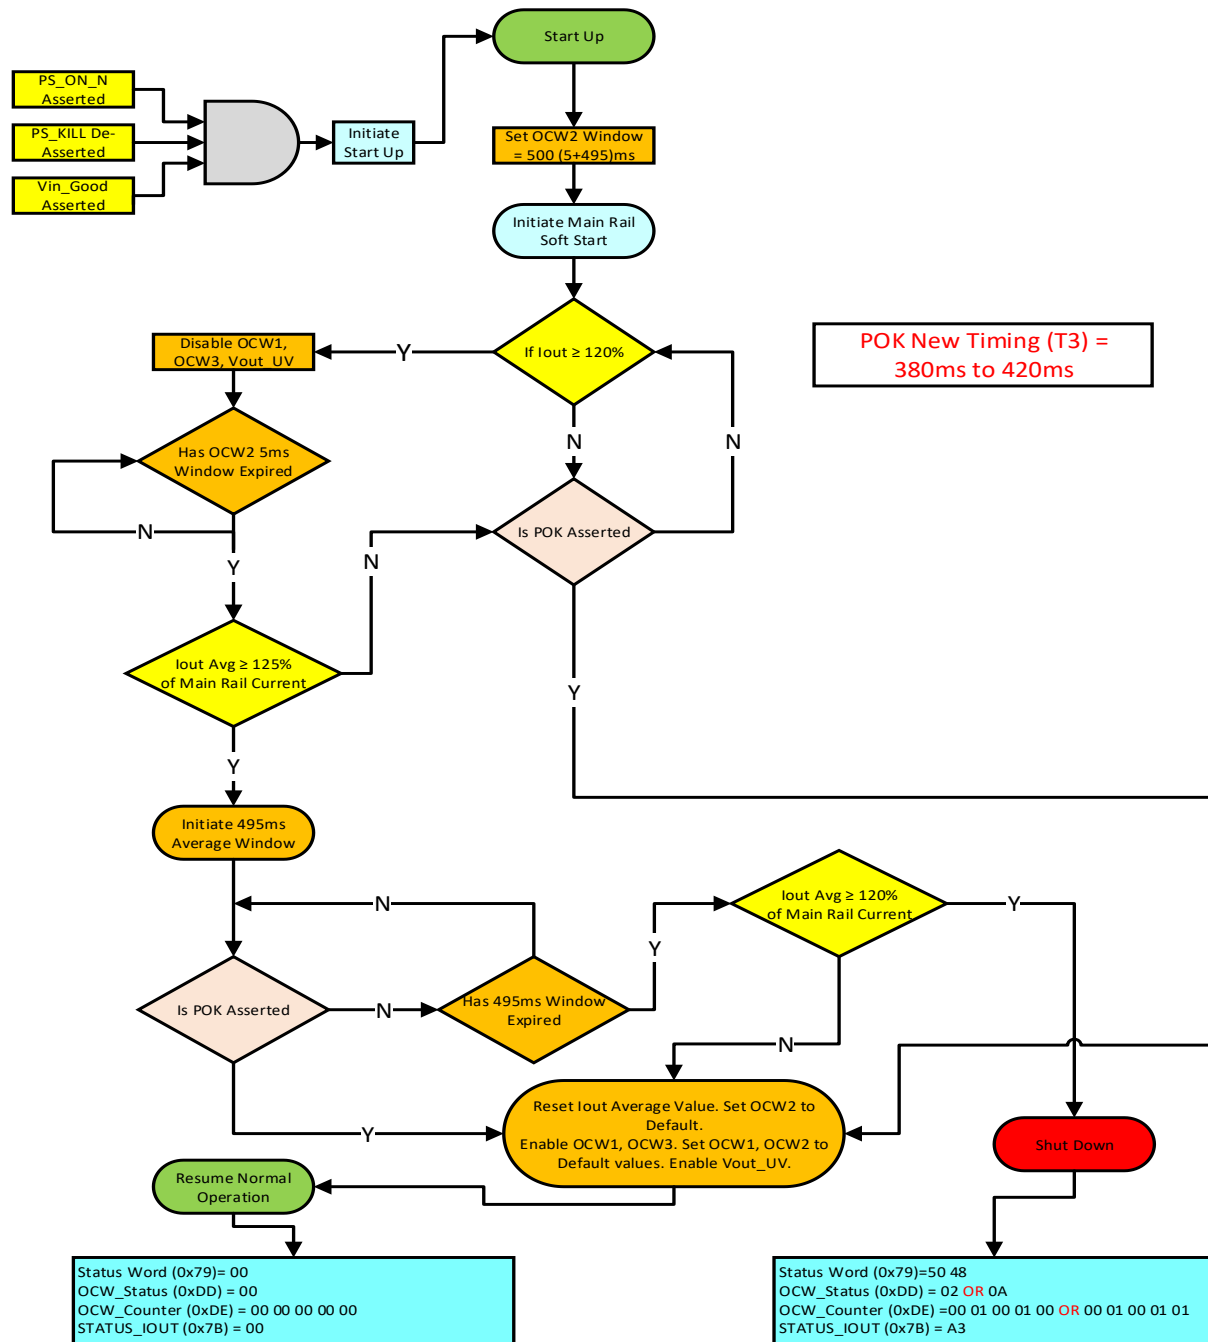 Start Up
PS_ON_N
Asserted
PS_KILL De-
Asserted
Vin_Good
Asserted
Initiate
Start Up
Set OCW2 Window
= 500 (5+495)ms
Initiate Main Rail
Soft Start
If Iout ≥ 120%
Y
N
N
Disable OCW1,
OCW3, Vout_UV
POK New Timing (T3) =
380ms to 420ms
Has OCW2 5ms
Window Expired
N
Y
Is POK Asserted
N
Y
Iout Avg ≥ 125%
of Main Rail Current
Y
Initiate 495ms
Average Window
N
Iout Avg ≥ 120%
of Main Rail Current
Y
Y
N
Is POK Asserted
N
Has 495ms Window
Expired
Y
Reset Iout Average Value. Set OCW2 to
Default.
Enable OCW1, OCW3. Set OCW1, OCW2 to
Default values. Enable Vout_UV.
Shut Down
Resume Normal
Operation
Status Word (0x79)= 00
OCW_Status (0xDD) = 00
OCW_Counter (0xDE) = 00 00 00 00 00
STATUS_IOUT (0x7B) = 00
Status Word (0x79)=50 48
OCW_Status (0xDD) = 02 OR 0A
OCW_Counter (0xDE) =00 01 00 01 00 OR 00 01 00 01 01
STATUS_IOUT (0x7B) = A3